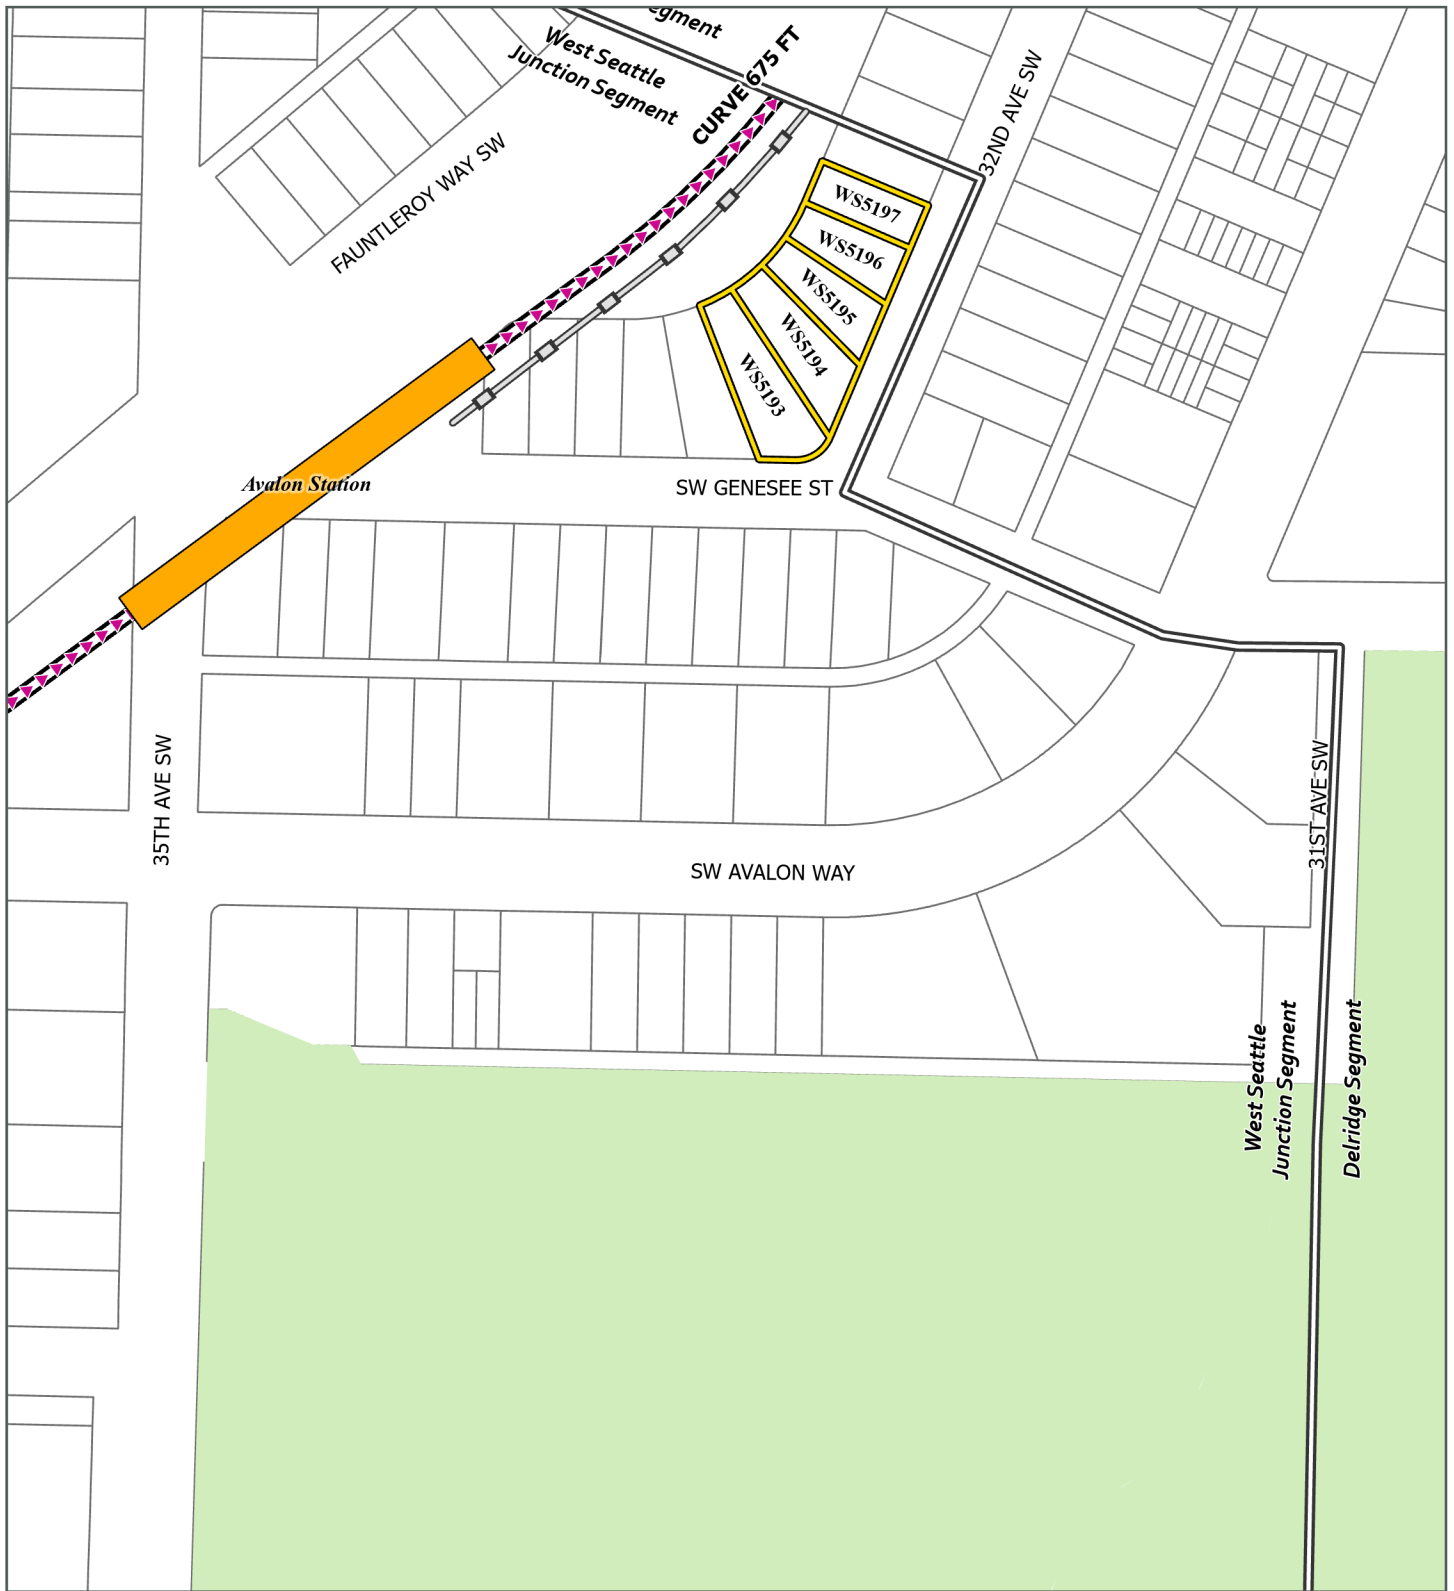 egment
West Seattle
Junction Segment
CURVE 675 FT
32ND AVE SW
FAUNTLEROY WAY SW
WS5197
WS5196
WS5195
WS5194
WS5193
Avalon Station
SW GENESEE ST
35TH AVE SW
31ST AVE SW
SW AVALON WAY
West Seattle
Junction Segment
Delridge Segment